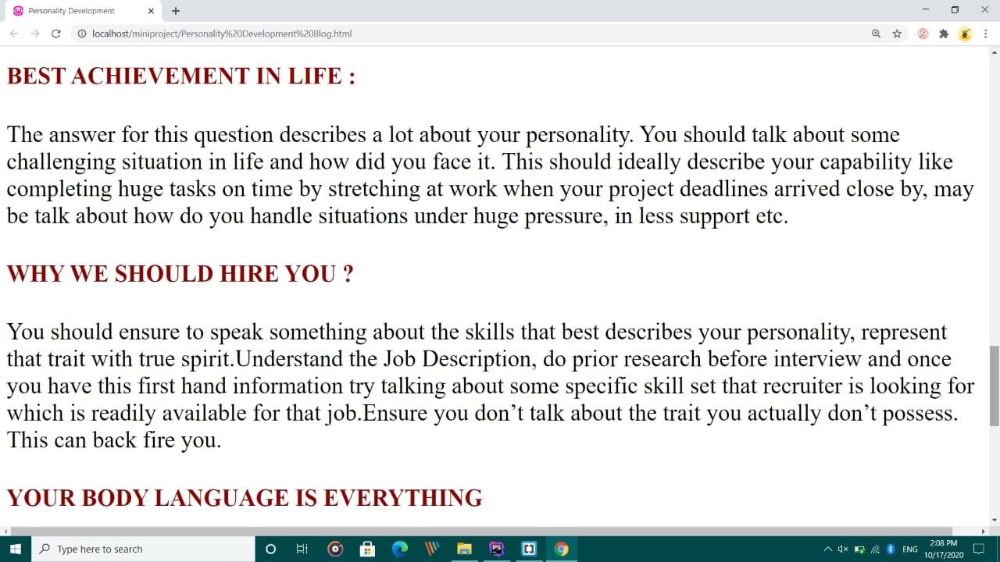 Personality Development
localhost/miniproject/Personality%20Development%20Blog.html
BEST ACHIEVEMENT IN LIFE :
The answer for this question describes a lot about your personality. You should talk about some
challenging situation in life and how did you face it. This should ideally describe your capability like
completing huge tasks on time by stretching at work when your project deadlines arrived close by, may
be talk about how do you handle situations under huge pressure, in less support etc.
WHY WE SHOULD HIRE YOU ?
You should ensure to speak something about the skills that best describes your personality, represent
that trait with true spirit.Understand the Job Description, do prior research before interview and once
you have this first hand information try talking about some specific skill set that recruiter is looking for
which is readily available for that job.Ensure you don’t talk about the trait you actually don’t possess.
This can back fire you.
YOUR BODY LANGUAGE IS EVERYTHING
Type here to search
PS
ENG
2:08 PM
10/17/2020